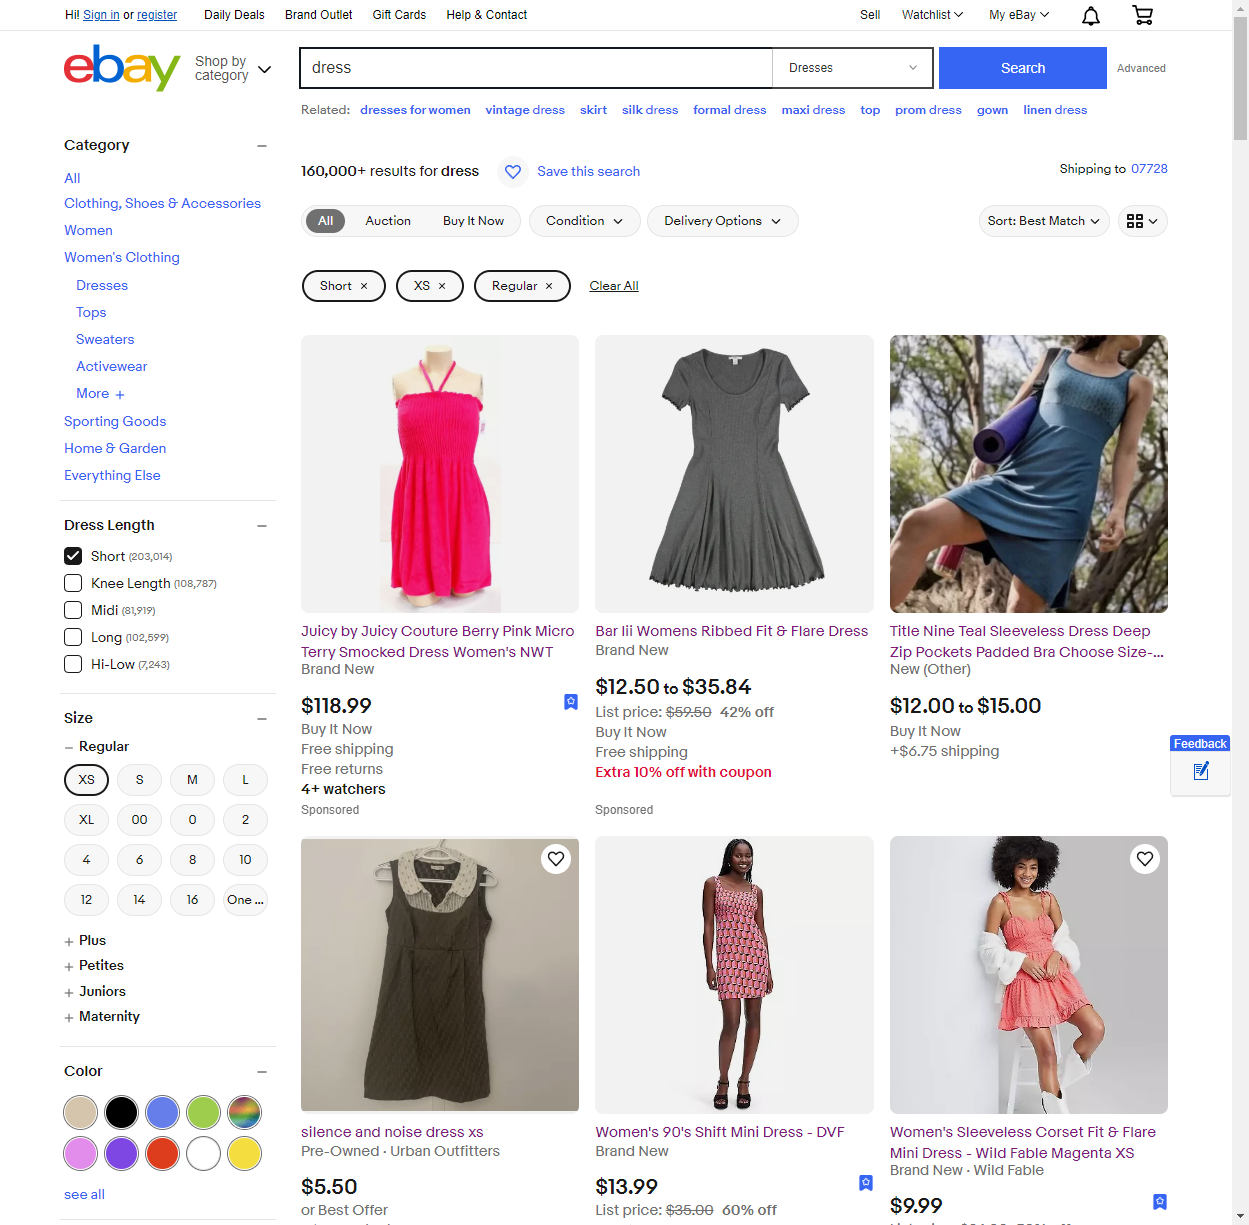 Hi! Sign in or register
Daily Deals
Brand Outlet
Gift Cards
Help & Contact
Sell
Watchlist
My eBay
ebay
Shop by
category
dress
Dresses
Search
Advanced
Related: dresses for women vintage dress skirt silk dress formal dress maxi dress top prom dress gown linen dress
Category
All
Clothing, Shoes & Accessories
Women
Women's Clothing
Dresses
Tops
Sweaters
Activewear
More +
Sporting Goods
Home & Garden
Everything Else
Dress Length
Short (203,014)
Knee Length (108,787)
Midi (81,919)
Long (102,599)
Hi-Low (7,243)
Size
Regular
XS S M L
XL 00 0 2
4 6 8 10
12 14 16 One ...
+ Plus
+ Petites
+ Juniors
+ Maternity
Color
see all
160,000+ results for dress
Save this search
Shipping to 07728
All
Auction
Buy It Now
Condition
Delivery Options
Sort: Best Match
Short ×
XS ×
Regular ×
Clear All
Juicy by Juicy Couture Berry Pink Micro
Terry Smocked Dress Women's NWT
Brand New
$118.99
Buy It Now
Free shipping
Free returns
4+ watchers
Sponsored
Bar Iii Womens Ribbed Fit & Flare Dress
Brand New
$12.50 to $35.84
List price: $59.50 42% off
Buy It Now
Free shipping
Extra 10% off with coupon
Sponsored
Title Nine Teal Sleeveless Dress Deep
Zip Pockets Padded Bra Choose Size-...
New (Other)
$12.00 to $15.00
Buy It Now
+$6.75 shipping
Feedback
silence and noise dress xs
Pre-Owned · Urban Outfitters
$5.50
or Best Offer
Women's 90's Shift Mini Dress - DVF
Brand New
$13.99
List price: $35.00 60% off
Women's Sleeveless Corset Fit & Flare
Mini Dress - Wild Fable Magenta XS
Brand New · Wild Fable
$9.99